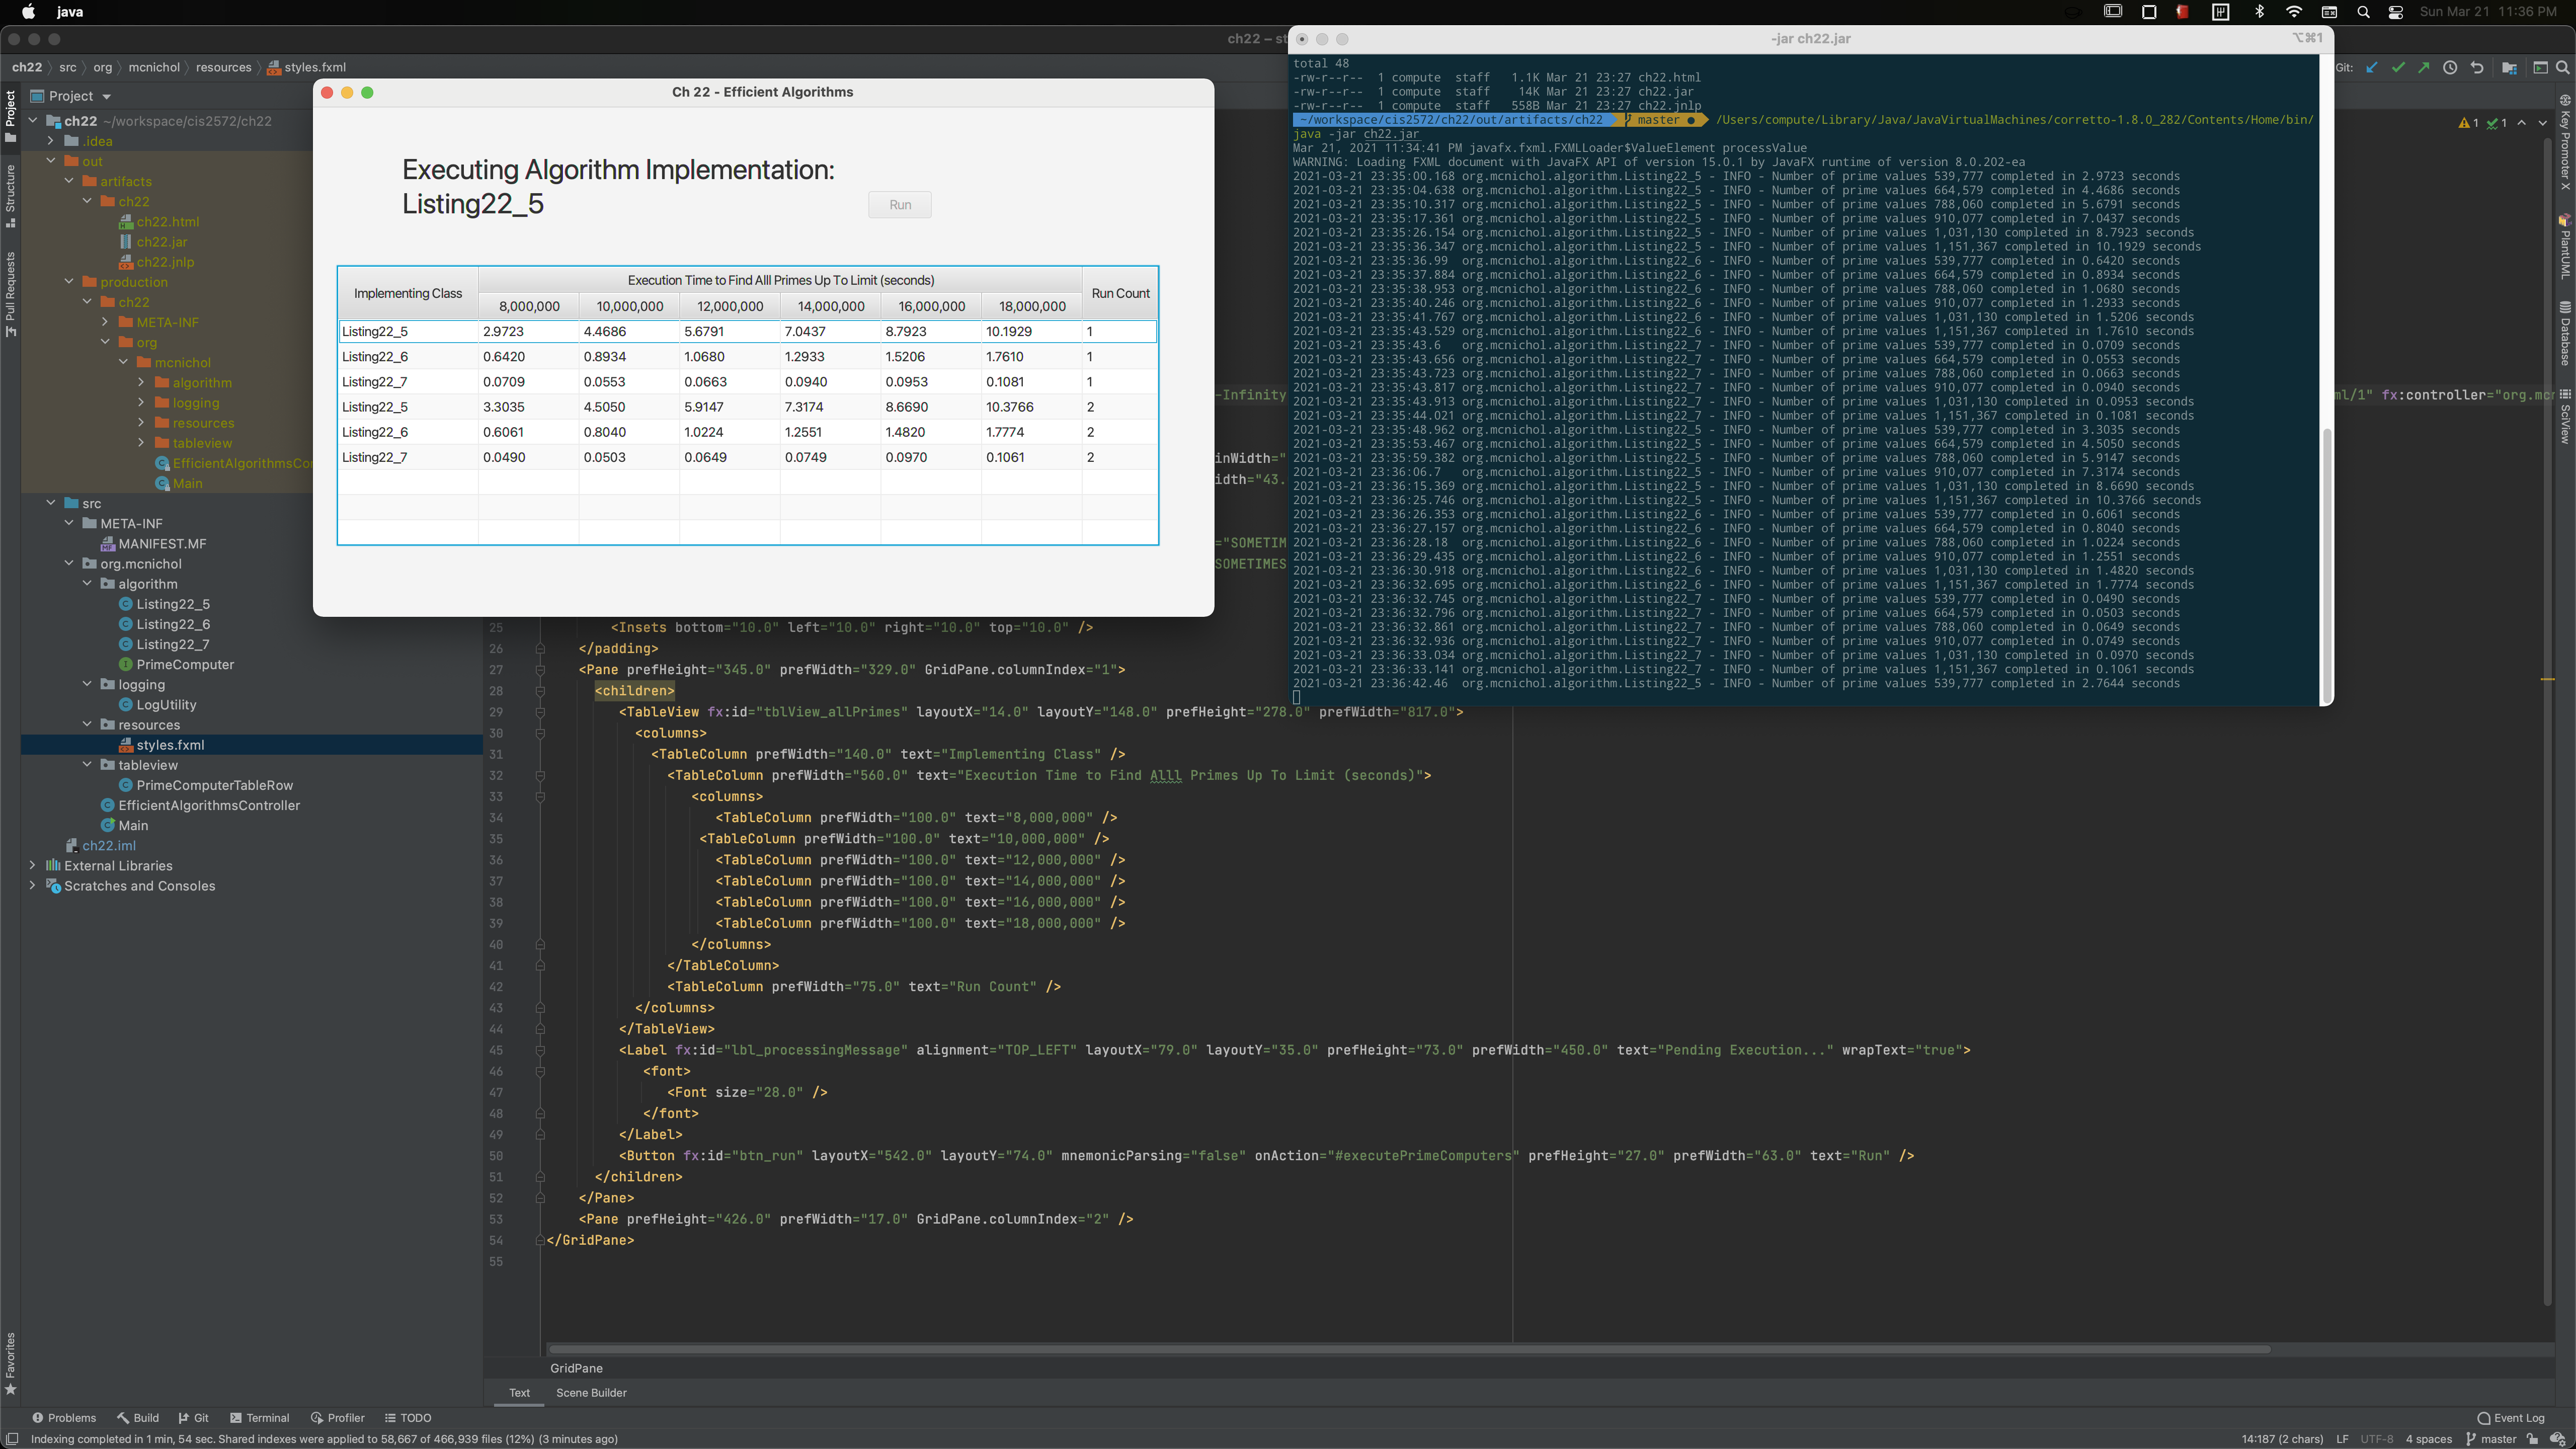 java
Sun Mar 21 11:36 PM
ch22 – st
ch22 src org mcnichol resources styles.fxml
Git:
Project
ch22 ~/workspace/cis2572/ch22
.idea
out
artifacts
ch22
ch22.html
ch22.jar
ch22.jnlp
production
ch22
META-INF
org
mcnichol
algorithm
logging
resources
tableview
EfficientAlgorithmsCo
Main
src
META-INF
MANIFEST.MF
org.mcnichol
algorithm
Listing22_5
Listing22_6
Listing22_7
PrimeComputer
logging
LogUtility
resources
styles.fxml
tableview
PrimeComputerTableRow
EfficientAlgorithmsController
Main
ch22.iml
External Libraries
Scratches and Consoles
Project
Structure
Pull Requests
Favorites
Ch 22 - Efficient Algorithms
Executing Algorithm Implementation:
Listing22_5
Run
Implementing Class Execution Time to Find Alll Primes Up To Limit (seconds) Run Count
8,000,000 10,000,000 12,000,000 14,000,000 16,000,000 18,000,000
Listing22_5 2.9723 4.4686 5.6791 7.0437 8.7923 10.1929 1
Listing22_6 0.6420 0.8934 1.0680 1.2933 1.5206 1.7610 1
Listing22_7 0.0709 0.0553 0.0663 0.0940 0.0953 0.1081 1
Listing22_5 3.3035 4.5050 5.9147 7.3174 8.6690 10.3766 2
Listing22_6 0.6061 0.8040 1.0224 1.2551 1.4820 1.7774 2
Listing22_7 0.0490 0.0503 0.0649 0.0749 0.0970 0.1061 2
-jar ch22.jar
⌥⌘1
total 48
-rw-r--r-- 1 compute staff 1.1K Mar 21 23:27 ch22.html
-rw-r--r-- 1 compute staff 14K Mar 21 23:27 ch22.jar
-rw-r--r-- 1 compute staff 558B Mar 21 23:27 ch22.jnlp
~/workspace/cis2572/ch22/out/artifacts/ch22 master ● /Users/compute/Library/Java/JavaVirtualMachines/corretto-1.8.0_282/Contents/Home/bin/
java -jar ch22.jar
Mar 21, 2021 11:34:41 PM javafx.fxml.FXMLLoader$ValueElement processValue
WARNING: Loading FXML document with JavaFX API of version 15.0.1 by JavaFX runtime of version 8.0.202-ea
2021-03-21 23:35:00.168 org.mcnichol.algorithm.Listing22_5 - INFO - Number of prime values 539,777 completed in 2.9723 seconds
2021-03-21 23:35:04.638 org.mcnichol.algorithm.Listing22_5 - INFO - Number of prime values 664,579 completed in 4.4686 seconds
2021-03-21 23:35:10.317 org.mcnichol.algorithm.Listing22_5 - INFO - Number of prime values 788,060 completed in 5.6791 seconds
2021-03-21 23:35:17.361 org.mcnichol.algorithm.Listing22_5 - INFO - Number of prime values 910,077 completed in 7.0437 seconds
2021-03-21 23:35:26.154 org.mcnichol.algorithm.Listing22_5 - INFO - Number of prime values 1,031,130 completed in 8.7923 seconds
2021-03-21 23:35:36.347 org.mcnichol.algorithm.Listing22_5 - INFO - Number of prime values 1,151,367 completed in 10.1929 seconds
2021-03-21 23:35:36.99 org.mcnichol.algorithm.Listing22_6 - INFO - Number of prime values 539,777 completed in 0.6420 seconds
2021-03-21 23:35:37.884 org.mcnichol.algorithm.Listing22_6 - INFO - Number of prime values 664,579 completed in 0.8934 seconds
2021-03-21 23:35:38.953 org.mcnichol.algorithm.Listing22_6 - INFO - Number of prime values 788,060 completed in 1.0680 seconds
2021-03-21 23:35:40.246 org.mcnichol.algorithm.Listing22_6 - INFO - Number of prime values 910,077 completed in 1.2933 seconds
2021-03-21 23:35:41.767 org.mcnichol.algorithm.Listing22_6 - INFO - Number of prime values 1,031,130 completed in 1.5206 seconds
2021-03-21 23:35:43.529 org.mcnichol.algorithm.Listing22_6 - INFO - Number of prime values 1,151,367 completed in 1.7610 seconds
2021-03-21 23:35:43.6 org.mcnichol.algorithm.Listing22_7 - INFO - Number of prime values 539,777 completed in 0.0709 seconds
2021-03-21 23:35:43.656 org.mcnichol.algorithm.Listing22_7 - INFO - Number of prime values 664,579 completed in 0.0553 seconds
2021-03-21 23:35:43.723 org.mcnichol.algorithm.Listing22_7 - INFO - Number of prime values 788,060 completed in 0.0663 seconds
2021-03-21 23:35:43.817 org.mcnichol.algorithm.Listing22_7 - INFO - Number of prime values 910,077 completed in 0.0940 seconds
2021-03-21 23:35:43.913 org.mcnichol.algorithm.Listing22_7 - INFO - Number of prime values 1,031,130 completed in 0.0953 seconds
2021-03-21 23:35:44.021 org.mcnichol.algorithm.Listing22_7 - INFO - Number of prime values 1,151,367 completed in 0.1081 seconds
2021-03-21 23:35:48.962 org.mcnichol.algorithm.Listing22_5 - INFO - Number of prime values 539,777 completed in 3.3035 seconds
2021-03-21 23:35:53.467 org.mcnichol.algorithm.Listing22_5 - INFO - Number of prime values 664,579 completed in 4.5050 seconds
2021-03-21 23:35:59.382 org.mcnichol.algorithm.Listing22_5 - INFO - Number of prime values 788,060 completed in 5.9147 seconds
2021-03-21 23:36:06.7 org.mcnichol.algorithm.Listing22_5 - INFO - Number of prime values 910,077 completed in 7.3174 seconds
2021-03-21 23:36:15.369 org.mcnichol.algorithm.Listing22_5 - INFO - Number of prime values 1,031,130 completed in 8.6690 seconds
2021-03-21 23:36:25.746 org.mcnichol.algorithm.Listing22_5 - INFO - Number of prime values 1,151,367 completed in 10.3766 seconds
2021-03-21 23:36:26.353 org.mcnichol.algorithm.Listing22_6 - INFO - Number of prime values 539,777 completed in 0.6061 seconds
2021-03-21 23:36:27.157 org.mcnichol.algorithm.Listing22_6 - INFO - Number of prime values 664,579 completed in 0.8040 seconds
2021-03-21 23:36:28.18 org.mcnichol.algorithm.Listing22_6 - INFO - Number of prime values 788,060 completed in 1.0224 seconds
2021-03-21 23:36:29.435 org.mcnichol.algorithm.Listing22_6 - INFO - Number of prime values 910,077 completed in 1.2551 seconds
2021-03-21 23:36:30.918 org.mcnichol.algorithm.Listing22_6 - INFO - Number of prime values 1,031,130 completed in 1.4820 seconds
2021-03-21 23:36:32.695 org.mcnichol.algorithm.Listing22_6 - INFO - Number of prime values 1,151,367 completed in 1.7774 seconds
2021-03-21 23:36:32.745 org.mcnichol.algorithm.Listing22_7 - INFO - Number of prime values 539,777 completed in 0.0490 seconds
2021-03-21 23:36:32.796 org.mcnichol.algorithm.Listing22_7 - INFO - Number of prime values 664,579 completed in 0.0503 seconds
2021-03-21 23:36:32.861 org.mcnichol.algorithm.Listing22_7 - INFO - Number of prime values 788,060 completed in 0.0649 seconds
2021-03-21 23:36:32.936 org.mcnichol.algorithm.Listing22_7 - INFO - Number of prime values 910,077 completed in 0.0749 seconds
2021-03-21 23:36:33.034 org.mcnichol.algorithm.Listing22_7 - INFO - Number of prime values 1,031,130 completed in 0.0970 seconds
2021-03-21 23:36:33.141 org.mcnichol.algorithm.Listing22_7 - INFO - Number of prime values 1,151,367 completed in 0.1061 seconds
2021-03-21 23:36:42.46 org.mcnichol.algorithm.Listing22_5 - INFO - Number of prime values 539,777 completed in 2.7644 seconds
1 1
-Infinity
ml/1" fx:controller="org.mcn
inWidth="
idth="43.
="SOMETIM
SOMETIMES
25 <Insets bottom="10.0" left="10.0" right="10.0" top="10.0" />
26 </padding>
27 <Pane prefHeight="345.0" prefWidth="329.0" GridPane.columnIndex="1">
28 <children>
29 <TableView fx:id="tblView_allPrimes" layoutX="14.0" layoutY="148.0" prefHeight="278.0" prefWidth="817.0">
30 <columns>
31 <TableColumn prefWidth="140.0" text="Implementing Class" />
32 <TableColumn prefWidth="560.0" text="Execution Time to Find Alll Primes Up To Limit (seconds)">
33 <columns>
34 <TableColumn prefWidth="100.0" text="8,000,000" />
35 <TableColumn prefWidth="100.0" text="10,000,000" />
36 <TableColumn prefWidth="100.0" text="12,000,000" />
37 <TableColumn prefWidth="100.0" text="14,000,000" />
38 <TableColumn prefWidth="100.0" text="16,000,000" />
39 <TableColumn prefWidth="100.0" text="18,000,000" />
40 </columns>
41 </TableColumn>
42 <TableColumn prefWidth="75.0" text="Run Count" />
43 </columns>
44 </TableView>
45 <Label fx:id="lbl_processingMessage" alignment="TOP_LEFT" layoutX="79.0" layoutY="35.0" prefHeight="73.0" prefWidth="450.0" text="Pending Execution..." wrapText="true">
46 <font>
47 <Font size="28.0" />
48 </font>
49 </Label>
50 <Button fx:id="btn_run" layoutX="542.0" layoutY="74.0" mnemonicParsing="false" onAction="#executePrimeComputers" prefHeight="27.0" prefWidth="63.0" text="Run" />
51 </children>
52 </Pane>
53 <Pane prefHeight="426.0" prefWidth="17.0" GridPane.columnIndex="2" />
54 </GridPane>
55
GridPane
Text Scene Builder
Key Promoter X
PlantUML
Database
SciView
Problems Build Git Terminal Profiler TODO
Event Log
Indexing completed in 1 min, 54 sec. Shared indexes were applied to 58,667 of 466,939 files (12%) (3 minutes ago)
14:187 (2 chars) LF UTF-8 4 spaces master